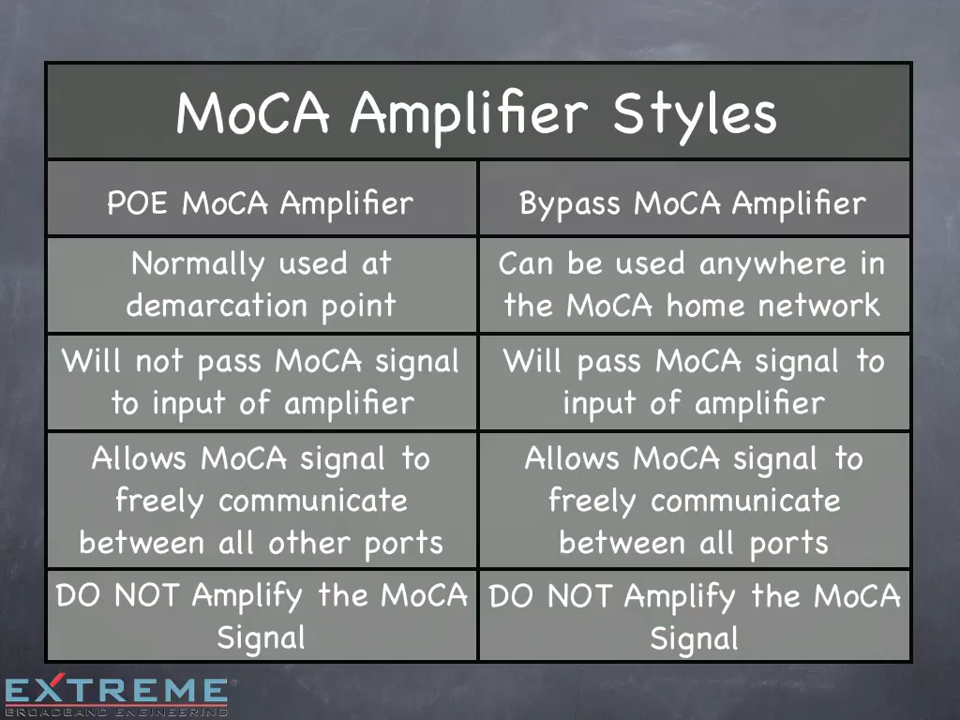 MoCA Amplifier Styles
POE MoCA Amplifier
Bypass MoCA Amplifier
Normally used at
demarcation point
Can be used anywhere in
the MoCA home network
Will not pass MoCA signal
to input of amplifier
Will pass MoCA signal to
input of amplifier
Allows MoCA signal to
freely communicate
between all other ports
Allows MoCA signal to
freely communicate
between all ports
DO NOT Amplify the MoCA
Signal
DO NOT Amplify the MoCA
Signal
EXTREME
BROADBAND ENGINEERING